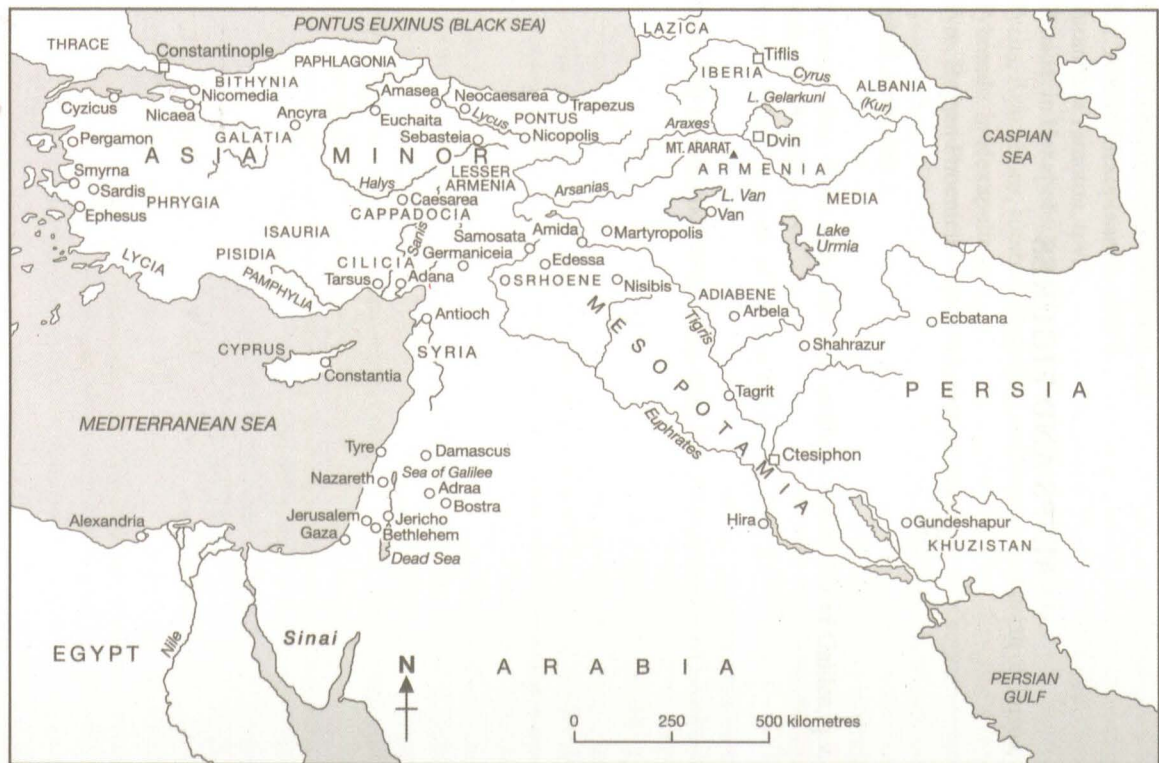 PONTUS EUXINUS (BLACK SEA)
LAZICA
THRACE
Constantinople
PAPHLAGONIA
Tiflis
BITHYNIA
IBERIA
Cyrus
ALBANIA
(Kur)
Nicomedia
Amasea
Neocaesarea
Trapezus
L. Gelarkuni
Cyzicus
Nicaea
Ancyra
Euchaita
Lycus
PONTUS
CASPIAN
SEA
GALATIA
Sebasteia
Nicopolis
Araxes
Dvin
Pergamon
ASIA MINOR
MT. ARARAT
ARMENIA
Smyrna
Sardis
LESSER
ARMENIA
Halys
Arsanias
L. Van
MEDIA
Ephesus
PHRYGIA
Caesarea
Van
CAPPADOCIA
Lake
Urmia
ISAURIA
Sarus
Samosata
Amida
Martyropolis
LYCIA
PISIDIA
Germaniceia
Edessa
PAMPHYLIA
CILICIA
Tarsus
Adana
OSRHOENE
Nisibis
ADIABENE
Arbela
Antioch
MESOPOTAMIA
Tigris
Ecbatana
CYPRUS
SYRIA
Shahrazur
Constantia
Tagrit
PERSIA
MEDITERRANEAN SEA
Euphrates
Tyre
Damascus
Ctesiphon
Nazareth
Sea of Galilee
Adraa
Bostra
Alexandria
Jerusalem
Jericho
Hira
Gundeshapur
Gaza
Bethlehem
KHUZISTAN
Dead Sea
Nile
Sinai
EGYPT
N
ARABIA
PERSIAN
GULF
0 250 500 kilometres